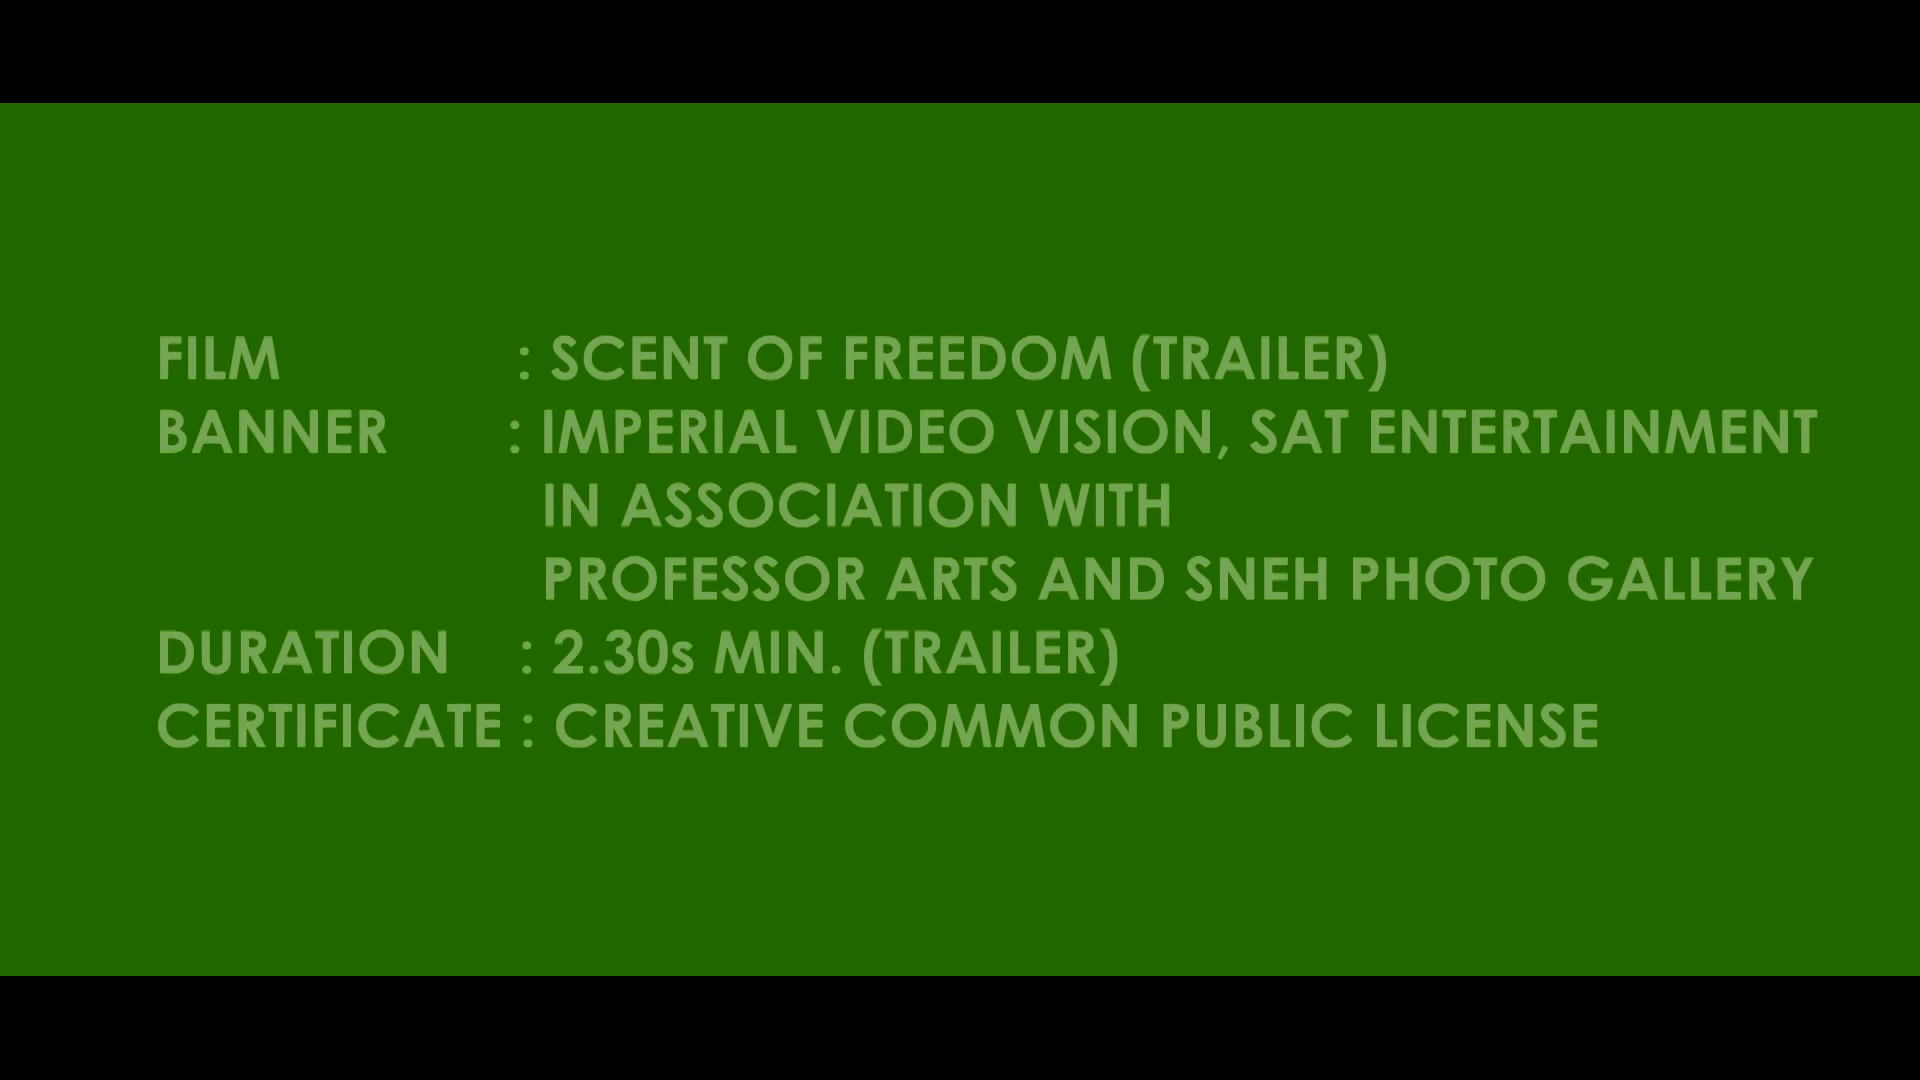 FILM : SCENT OF FREEDOM (TRAILER)
BANNER : IMPERIAL VIDEO VISION, SAT ENTERTAINMENT
IN ASSOCIATION WITH
PROFESSOR ARTS AND SNEH PHOTO GALLERY
DURATION : 2.30s MIN. (TRAILER)
CERTIFICATE : CREATIVE COMMON PUBLIC LICENSE